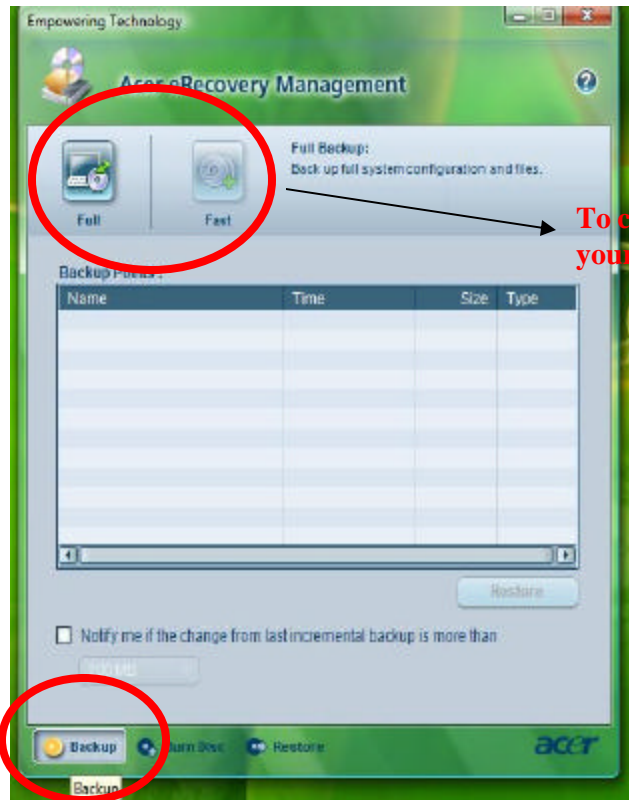 Empowering Technology
Acer eRecovery Management
Full Backup:
Back up full system configuration and files.
Full
Fast
To c
your
Backup
Name Time Size Type
Restore
Notify me if the change from last incremental backup is more than
Backup
Burn Disc
Restore
acer
Backup